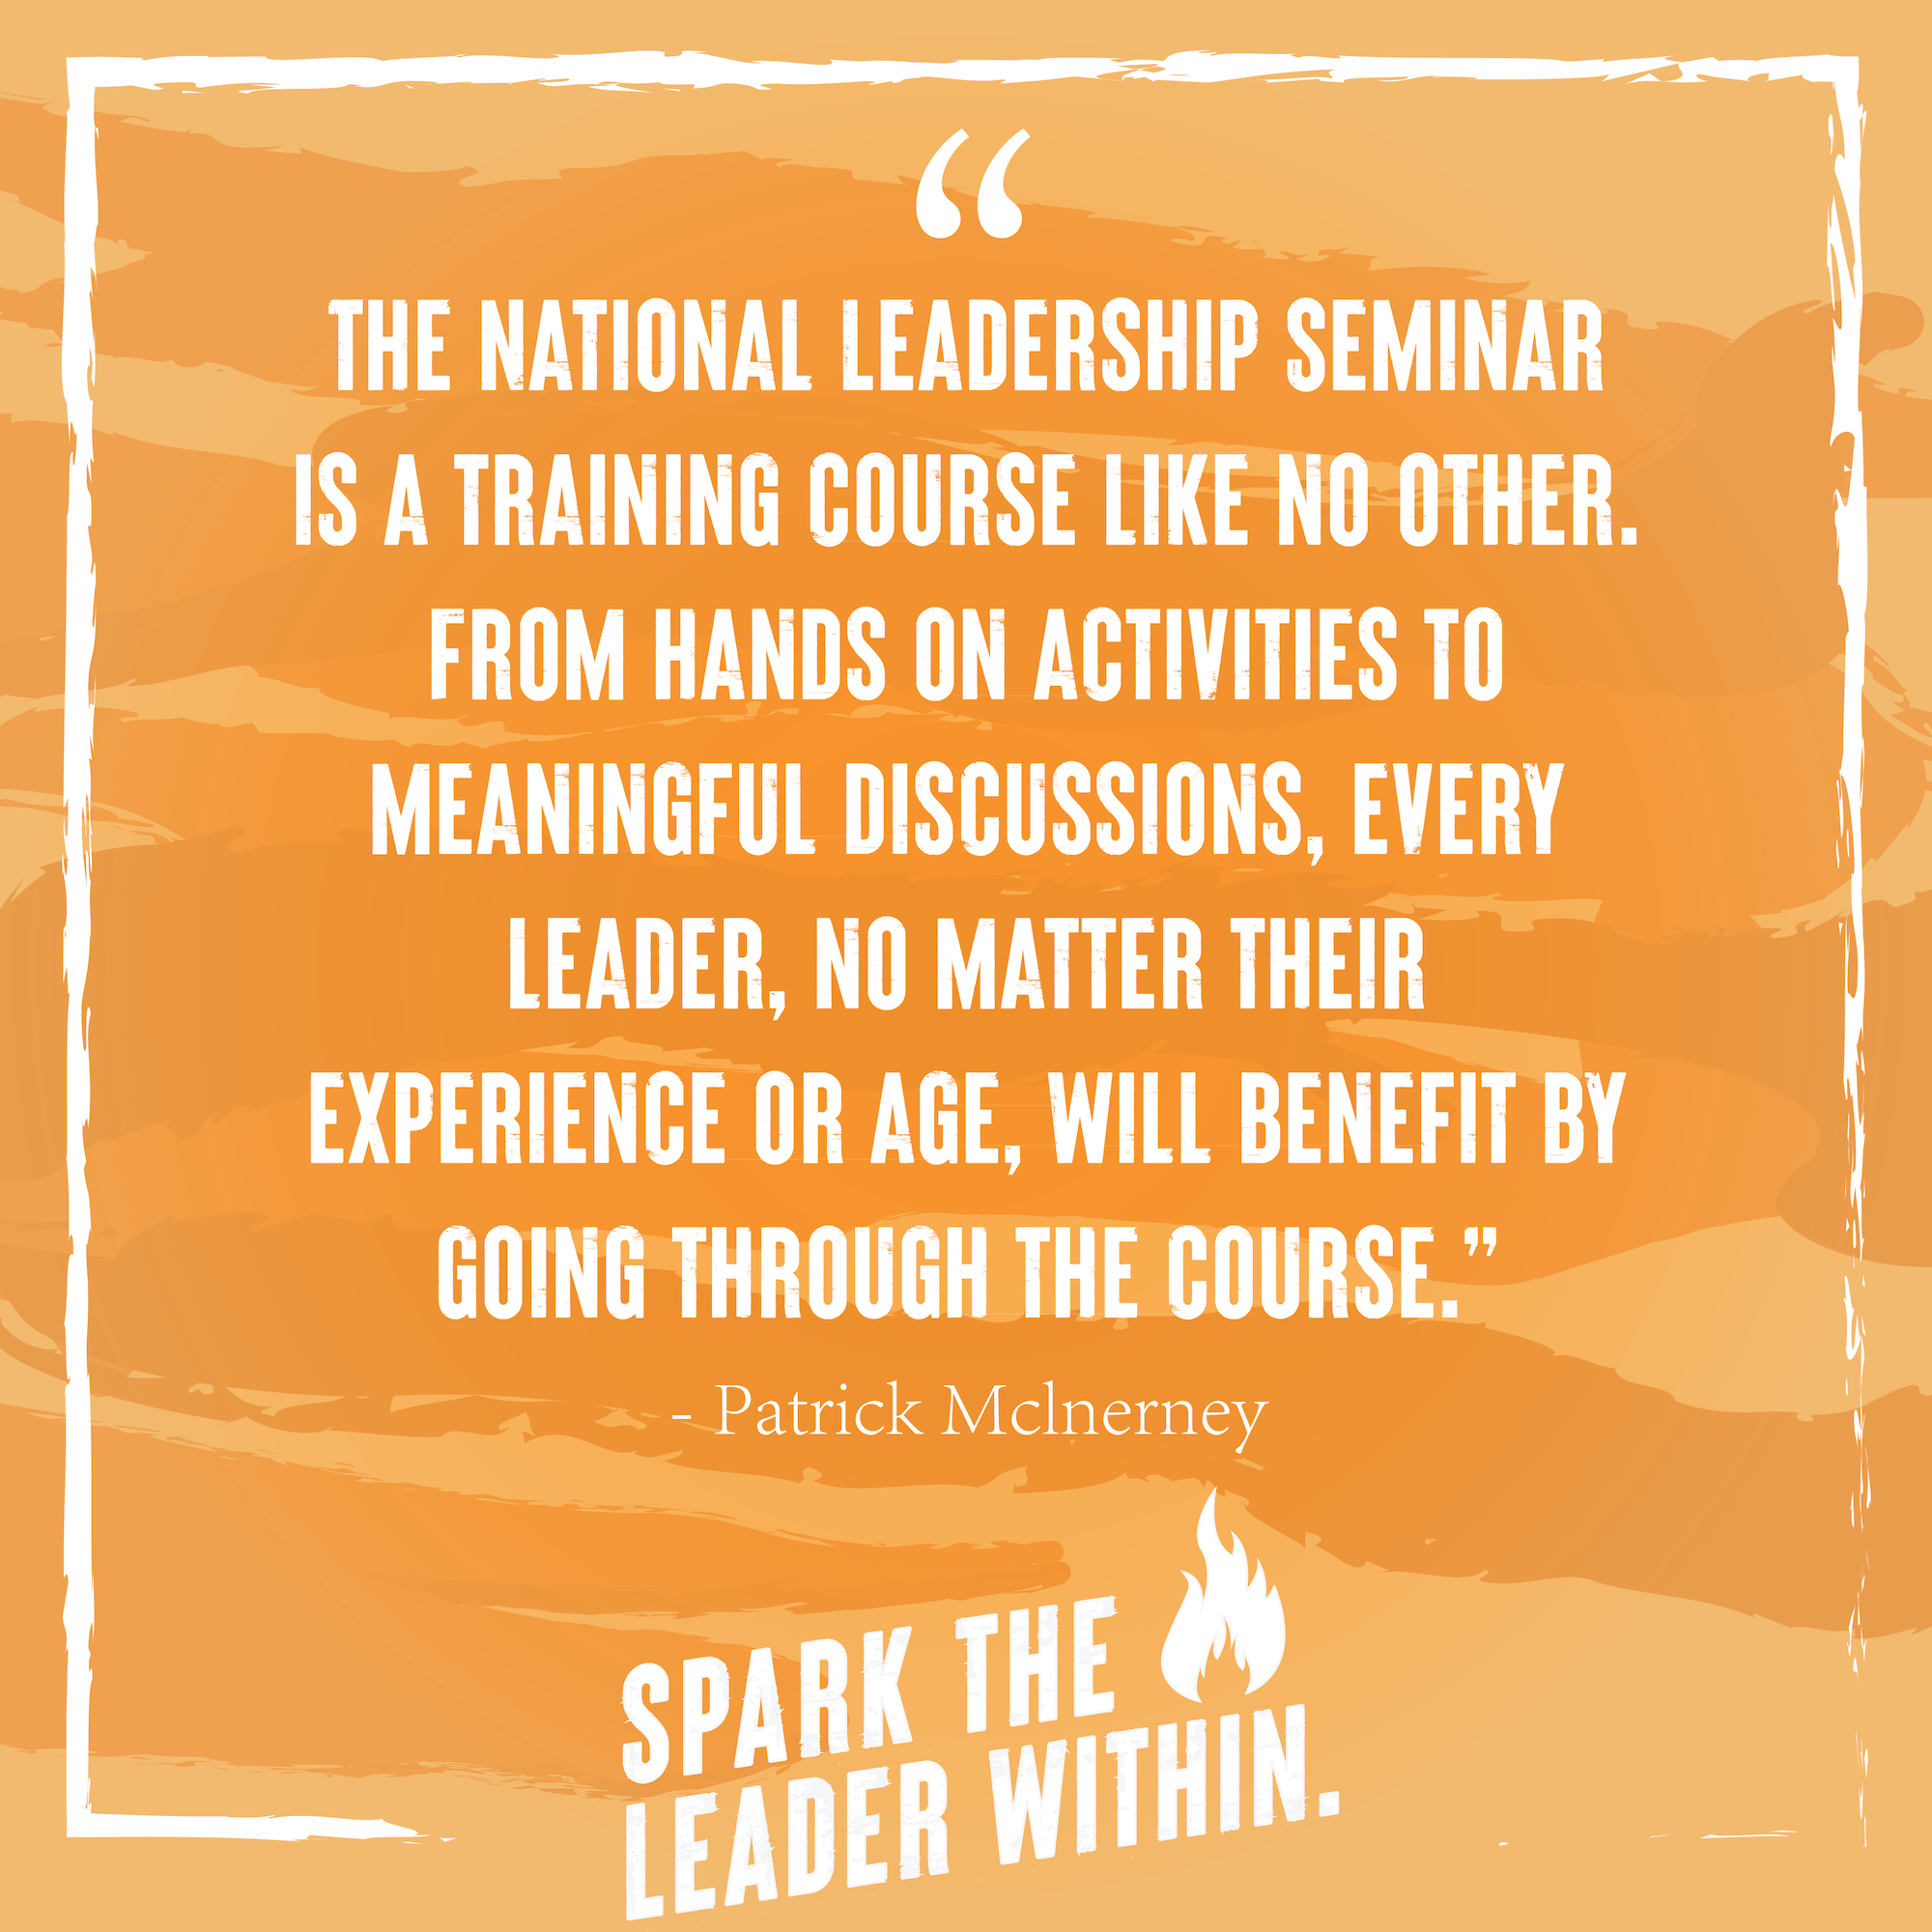 “
THE NATIONAL LEADERSHIP SEMINAR
IS A TRAINING COURSE LIKE NO OTHER.
FROM HANDS ON ACTIVITIES TO
MEANINGFUL DISCUSSIONS, EVERY
LEADER, NO MATTER THEIR
EXPERIENCE OR AGE, WILL BENEFIT BY
GOING THROUGH THE COURSE.”
- Patrick McInerney
SPARK THE
LEADER WITHIN.